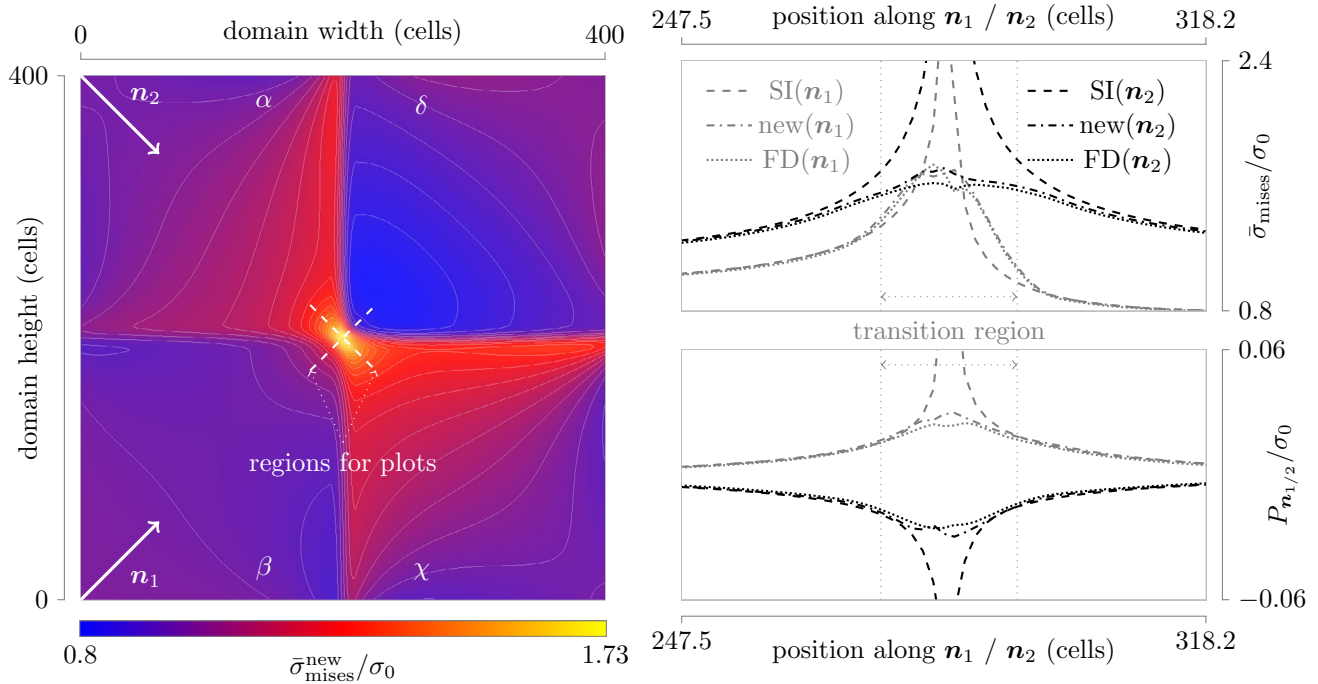 0
domain width (cells)
400
400
domain height (cells)
0
n₂
α
δ
regions for plots
n₁
β
χ
0.8
σ̄ⁿᵉʷmises/σ₀
1.73
247.5
position along n₁ / n₂ (cells)
318.2
SI(n₁)
new(n₁)
FD(n₁)
SI(n₂)
new(n₂)
FD(n₂)
2.4
σ̄mises/σ₀
0.8
transition region
0.06
Pn₁/₂/σ₀
−0.06
247.5
position along n₁ / n₂ (cells)
318.2